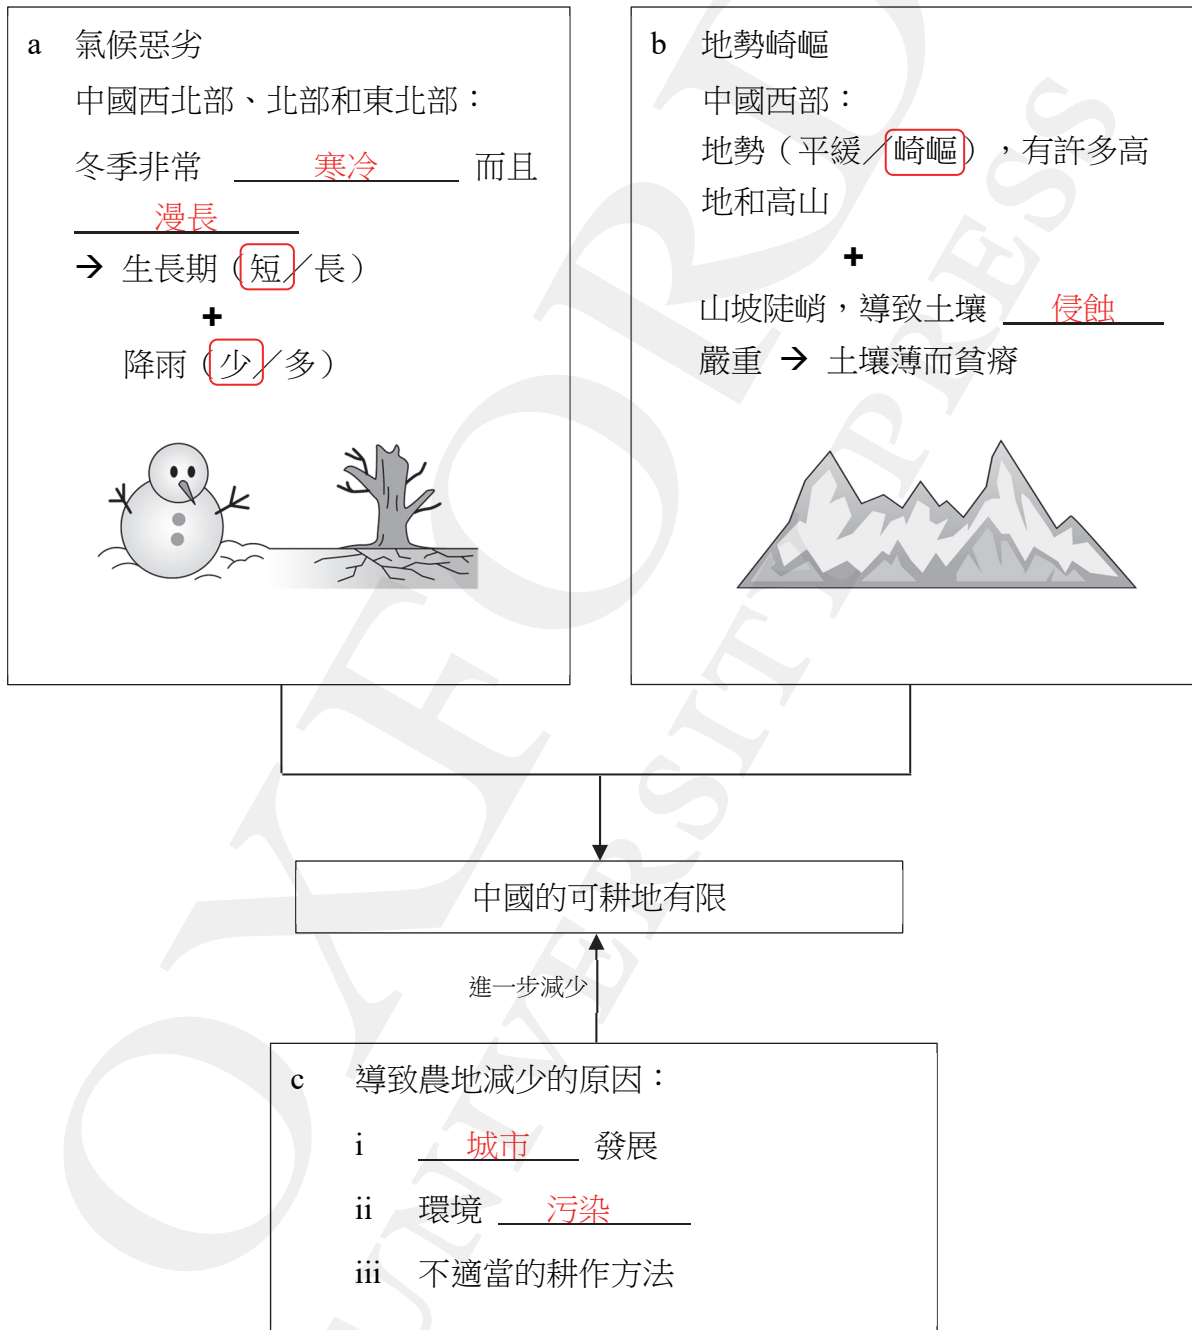 a 氣候惡劣
中國西北部、北部和東北部：
冬季非常 寒冷 而且
漫長
→ 生長期（短／長）
+
降雨（少／多）
b 地勢崎嶇
中國西部：
地勢（平緩／崎嶇），有許多高
地和高山
+
山坡陡峭，導致土壤 侵蝕
嚴重 → 土壤薄而貧瘠
中國的可耕地有限
進一步減少
c 導致農地減少的原因：
i 城市 發展
ii 環境 污染
iii 不適當的耕作方法
OXFORD
UNIVERSITY PRESS